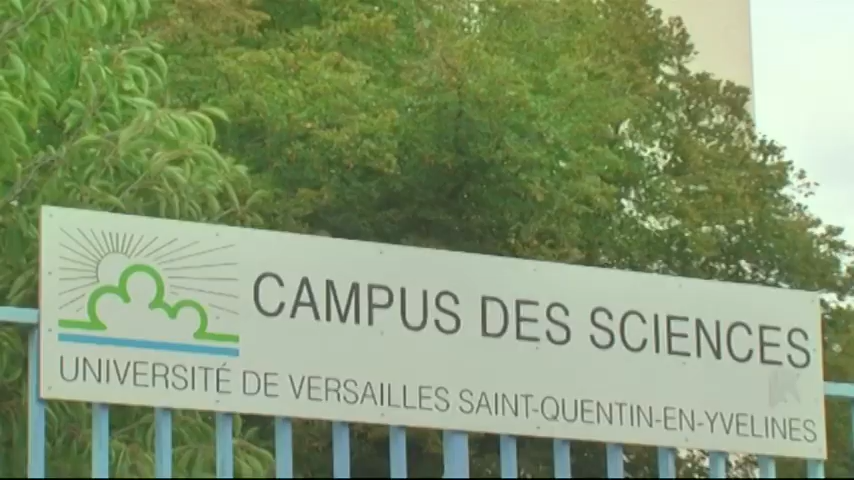 CAMPUS DES SCIENCES
UNIVERSITÉ DE VERSAILLES SAINT-QUENTIN-EN-YVELINES